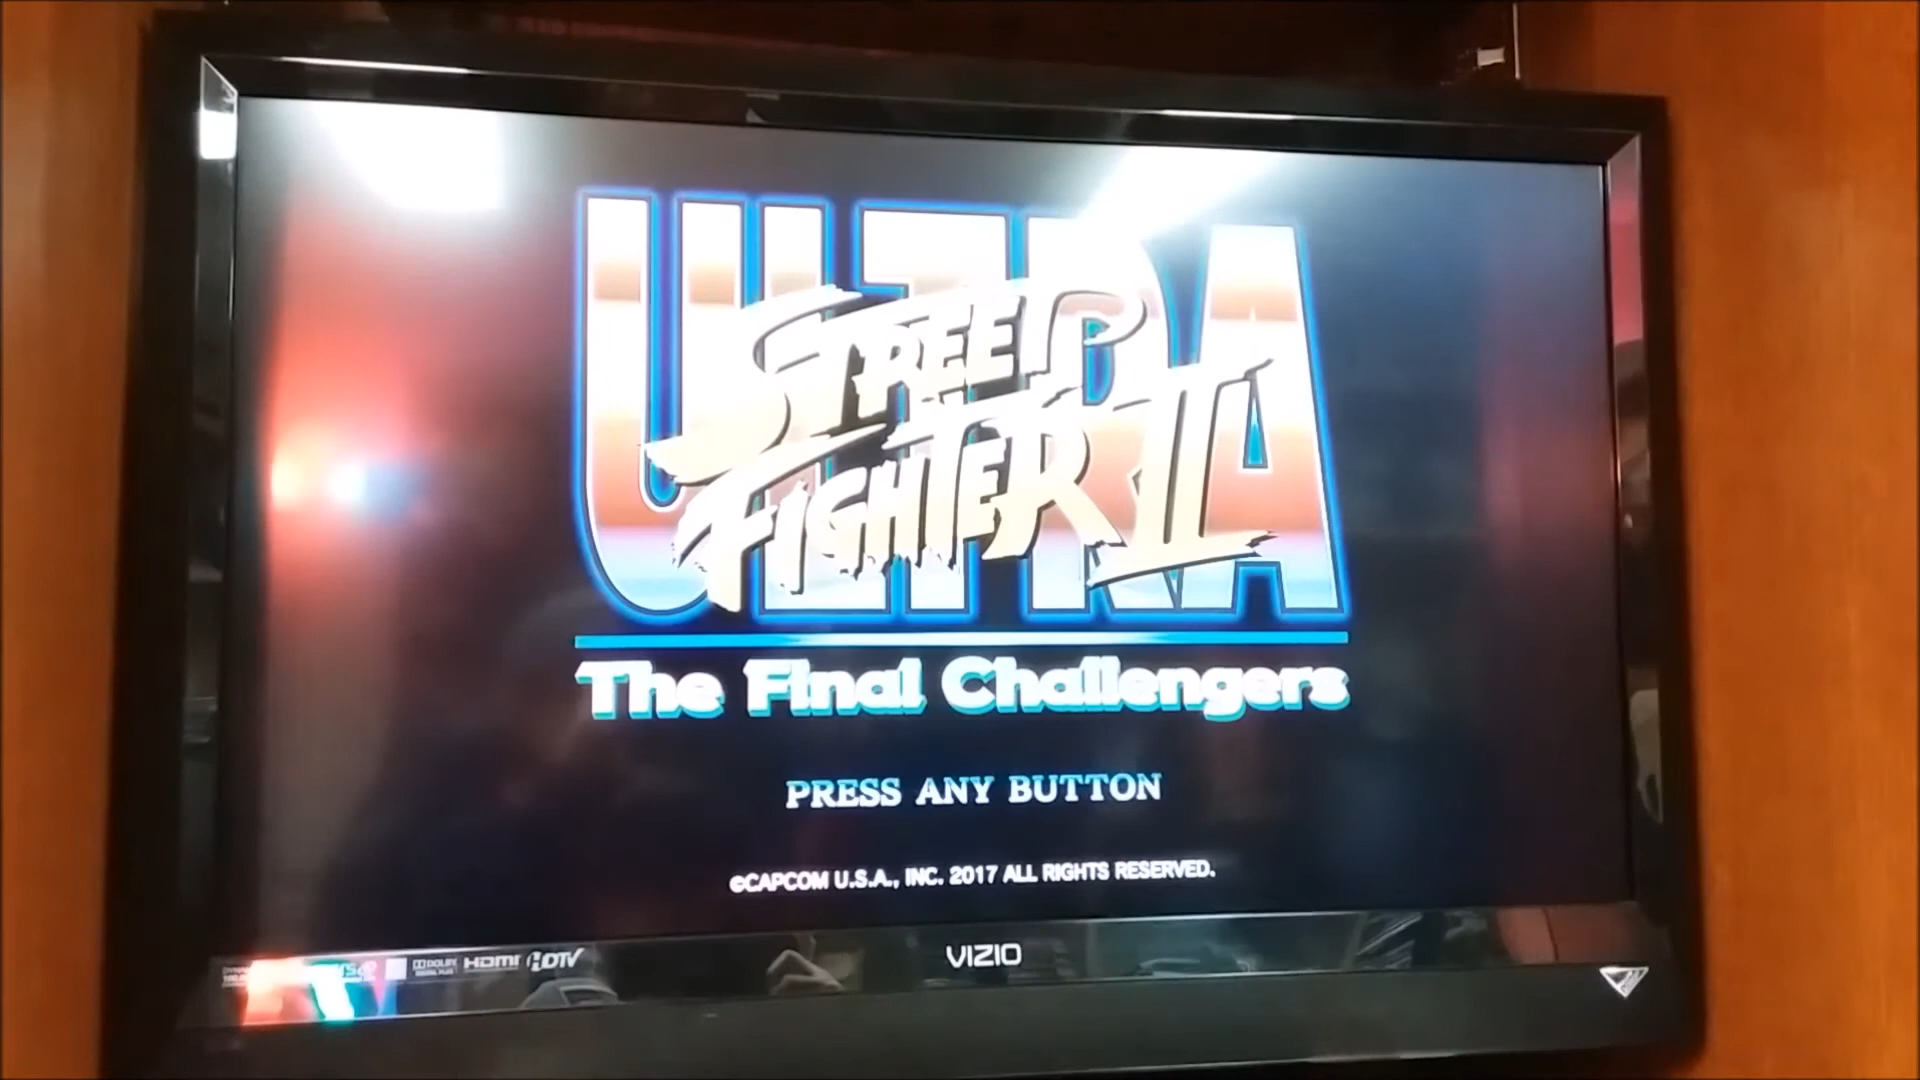 ULTRA
STREET
FIGHTER II
The Final Challengers
PRESS ANY BUTTON
©CAPCOM U.S.A., INC. 2017 ALL RIGHTS RESERVED.
DOLBY HDMI HDTV
VIZIO